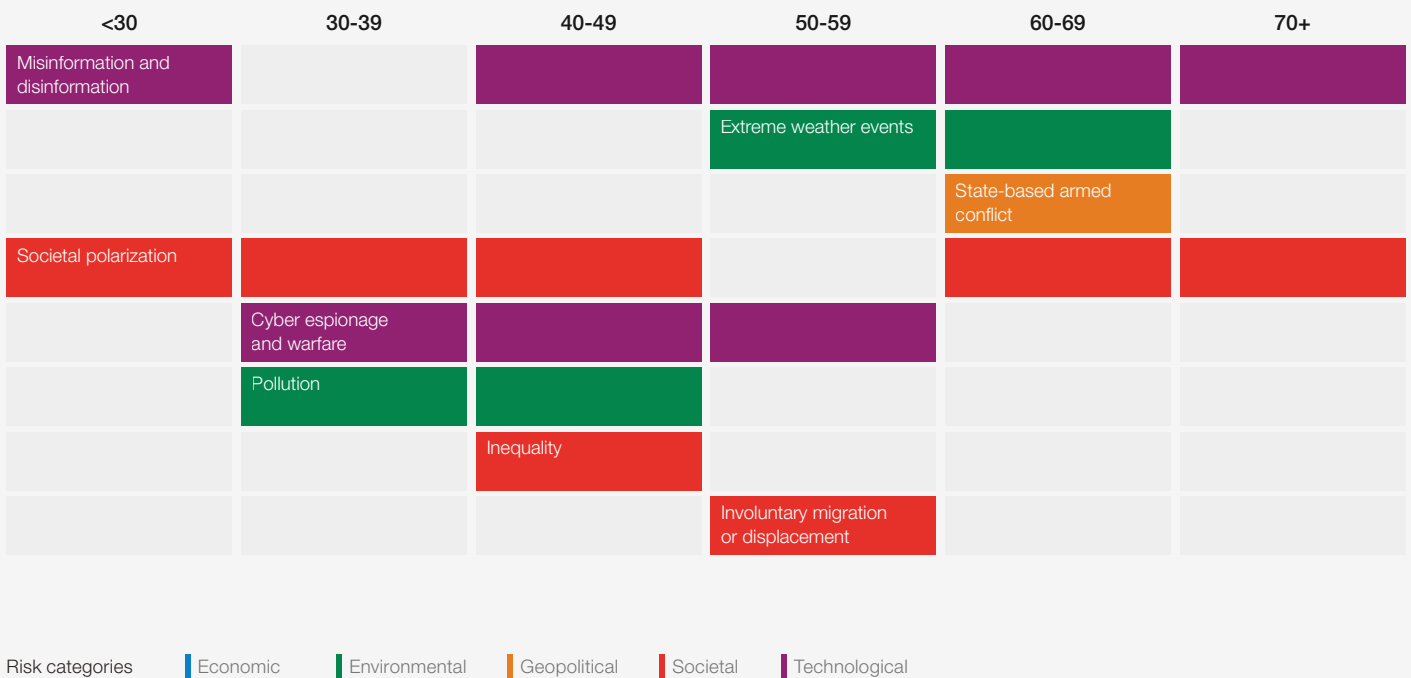 <30 30-39 40-49 50-59 60-69 70+
Misinformation and
disinformation
Extreme weather events
State-based armed
conflict
Societal polarization
Cyber espionage
and warfare
Pollution
Inequality
Involuntary migration
or displacement
Risk categories Economic Environmental Geopolitical Societal Technological